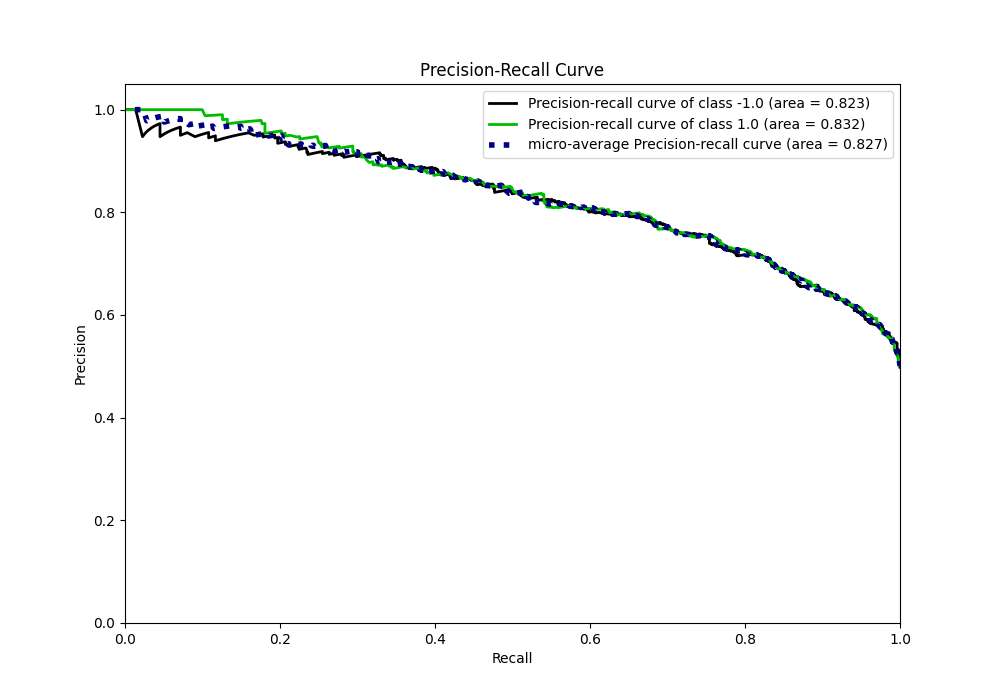 Precision-Recall Curve
Precision-recall curve of class -1.0 (area = 0.823)
Precision-recall curve of class 1.0 (area = 0.832)
micro-average Precision-recall curve (area = 0.827)
Precision
1.0
0.8
0.6
0.4
0.2
0.0
0.0 0.2 0.4 0.6 0.8 1.0
Recall